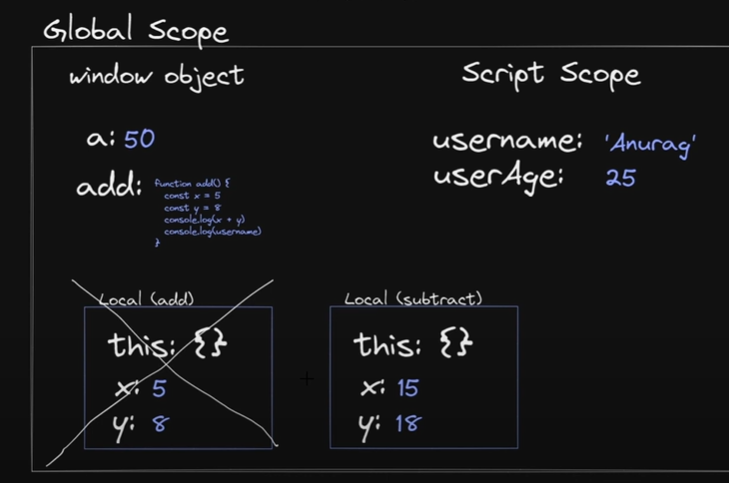 Global Scope
window object
Script Scope
a: 50
username: 'Anurag'
add:
function add() {
const x = 5
const y = 8
console.log(x + y)
console.log(username)
}
userAge: 25
Local (add)
this: {}
x: 5
y: 8
Local (subtract)
this: {}
x: 15
y: 18